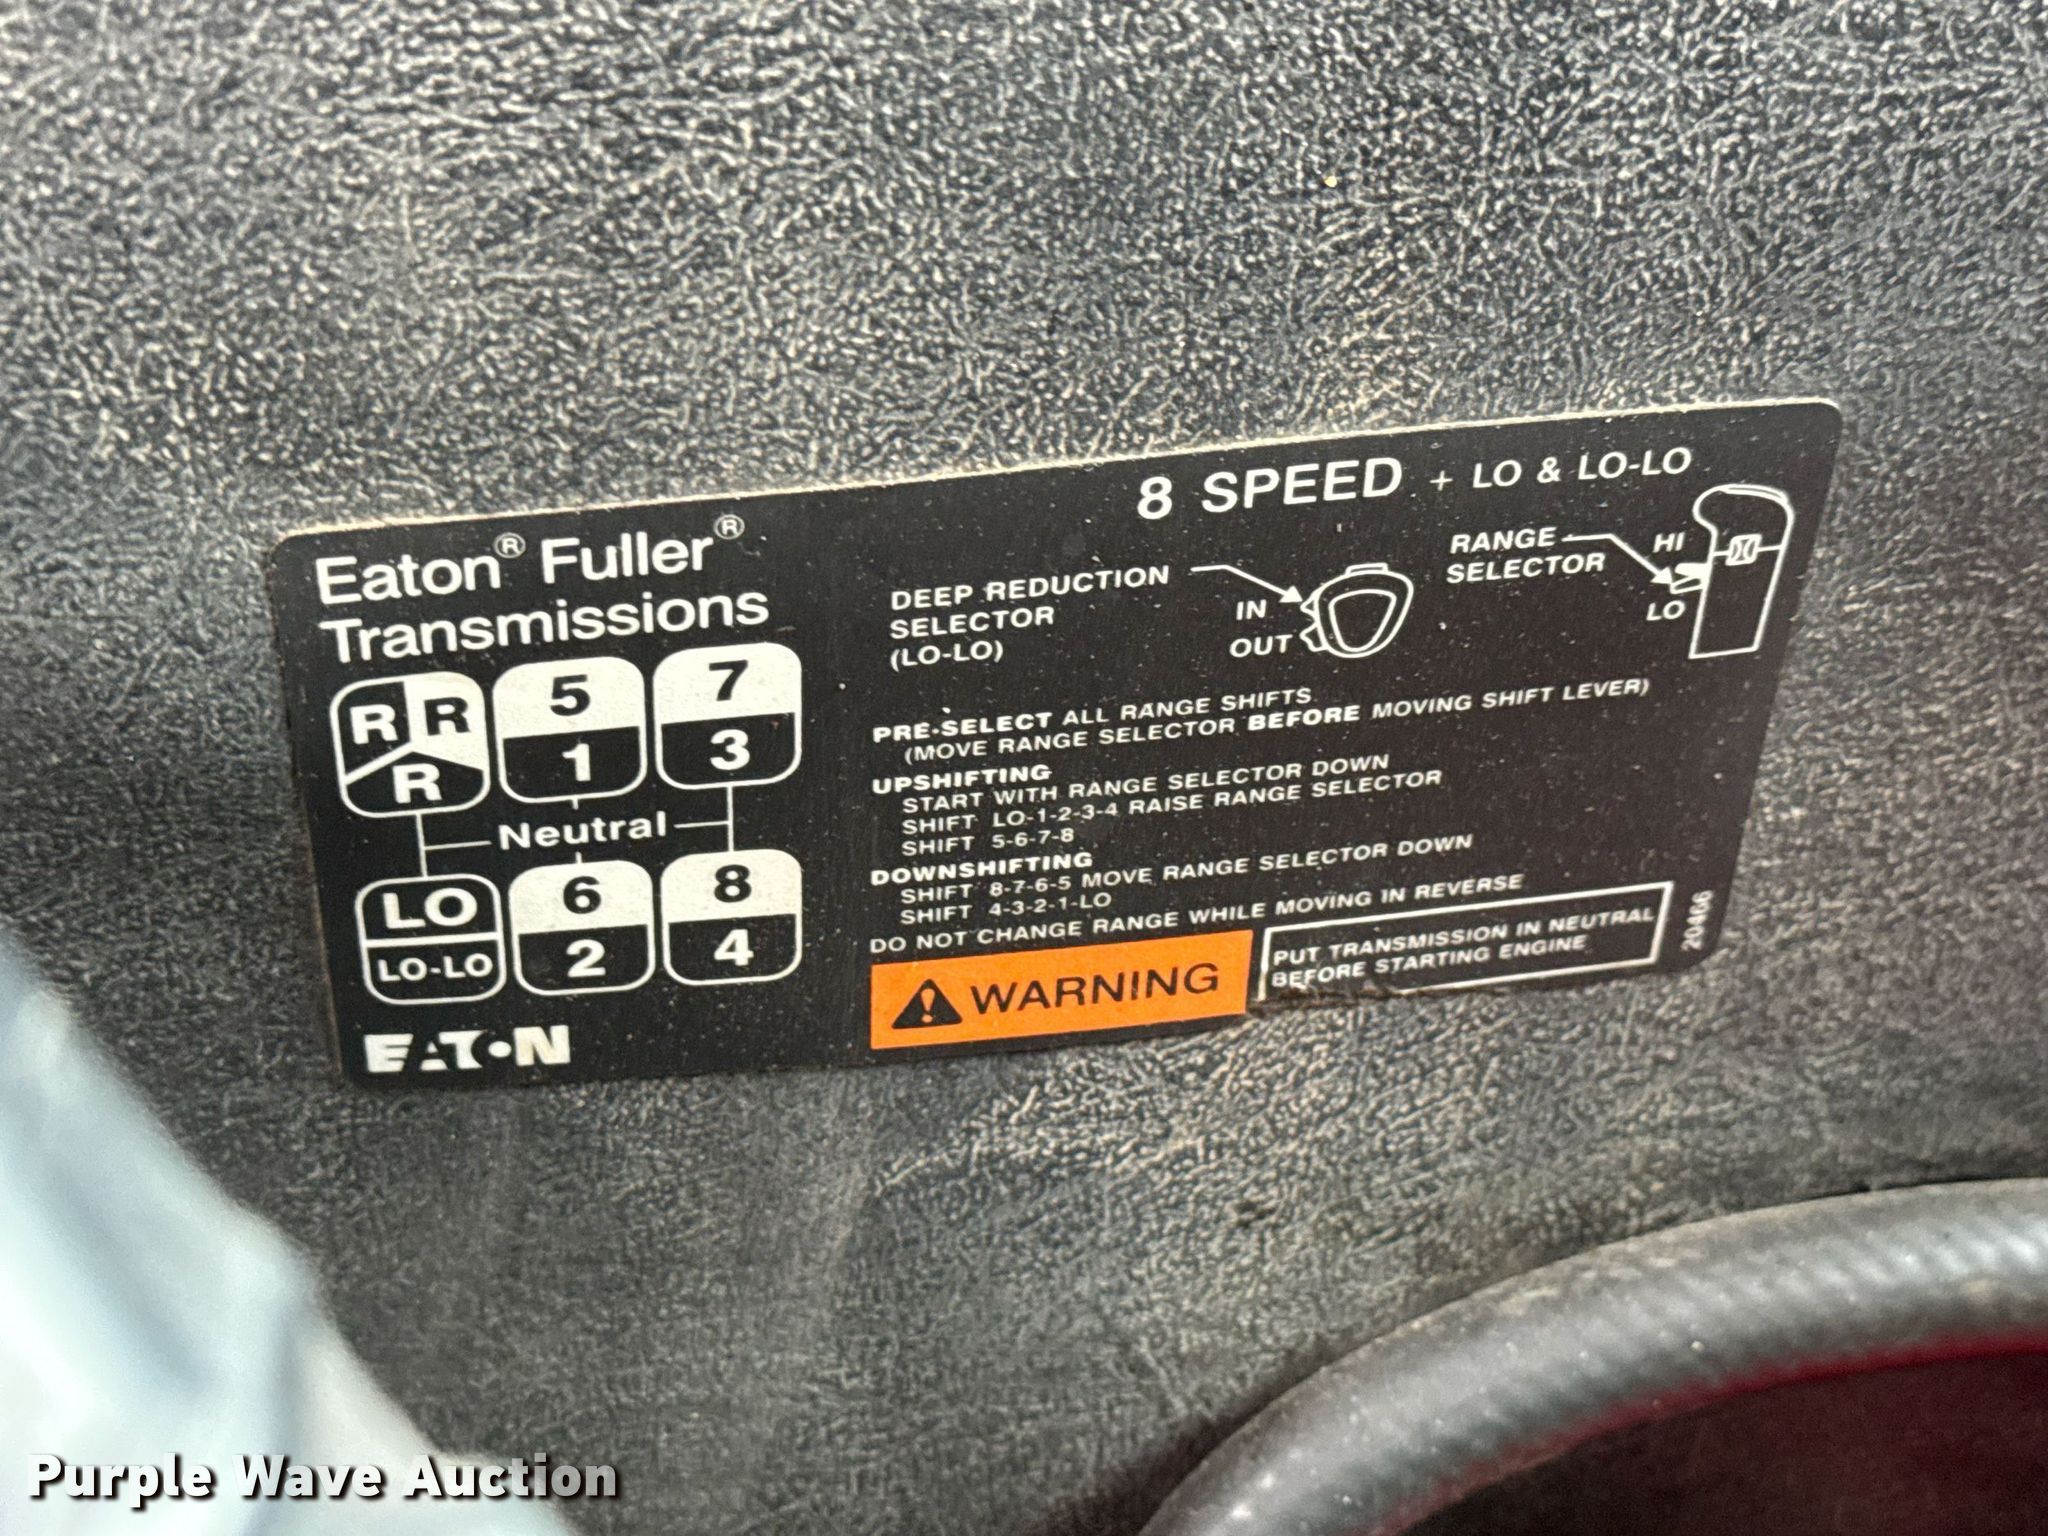 Eaton® Fuller®
Transmissions
R R
R
5
1
7
3
Neutral
LO
LO-LO
6
2
8
4
EATON
8 SPEED + LO & LO-LO
DEEP REDUCTION
SELECTOR
(LO-LO)
IN
OUT
RANGE
SELECTOR
HI
LO
PRE-SELECT ALL RANGE SHIFTS
(MOVE RANGE SELECTOR BEFORE MOVING SHIFT LEVER)
UPSHIFTING
START WITH RANGE SELECTOR DOWN
SHIFT LO-1-2-3-4 RAISE RANGE SELECTOR
SHIFT 5-6-7-8
DOWNSHIFTING
SHIFT 8-7-6-5 MOVE RANGE SELECTOR DOWN
SHIFT 4-3-2-1-LO
DO NOT CHANGE RANGE WHILE MOVING IN REVERSE
WARNING
PUT TRANSMISSION IN NEUTRAL
BEFORE STARTING ENGINE
20466
Purple Wave Auction